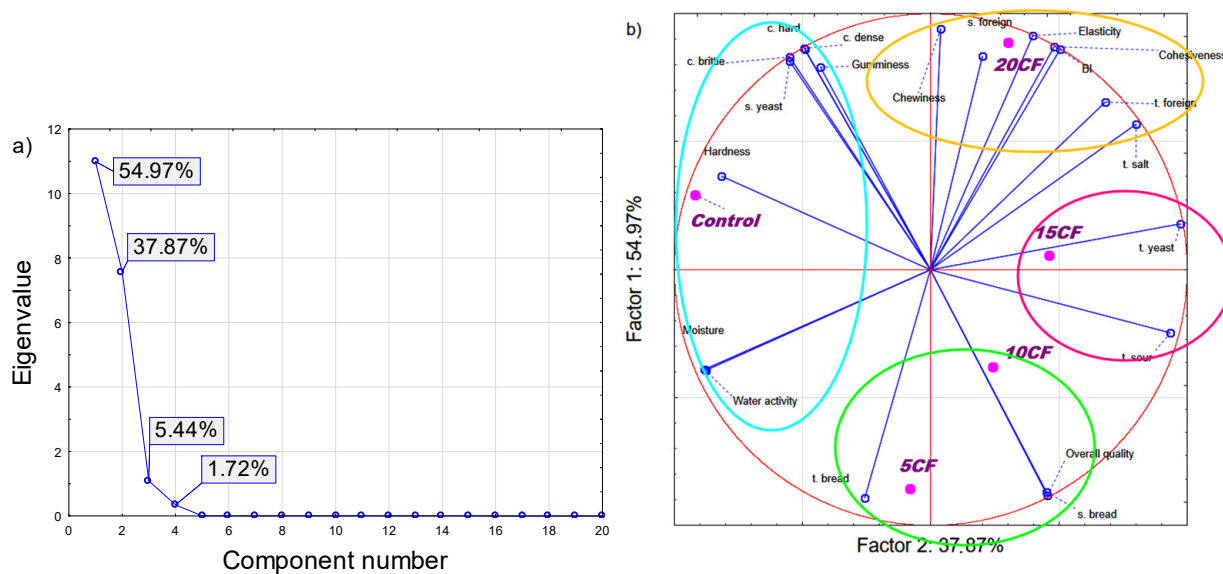 a)
Eigenvalue
12
10
8
6
4
2
0
54.97%
37.87%
5.44%
1.72%
0 2 4 6 8 10 12 14 16 18 20
Component number
b)
Factor 1: 54.97%
s. foreign
c. hard
Elasticity
c. dense
20CF
Cohesiveness
c. brittle
Gumminess
BI
Chewiness
s. yeast
t. foreign
t. salt
Hardness
Control
15CF
t. yeast
Moisture
10CF
t. sour
Water activity
Overall quality
5CF
t. bread
s. bread
Factor 2: 37.87%